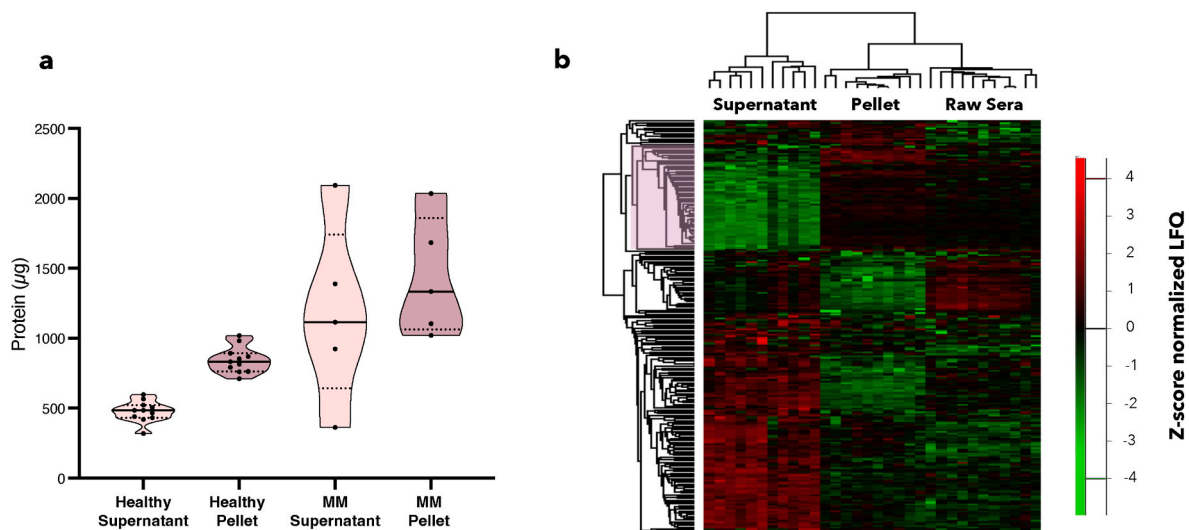 a
Protein (µg)
2500
2000
1500
1000
500
0
Healthy
Supernatant
Healthy
Pellet
MM
Supernatant
MM
Pellet
b
Supernatant
Pellet
Raw Sera
4
3
2
1
0
-1
-2
-3
-4
Z-score normalized LFQ